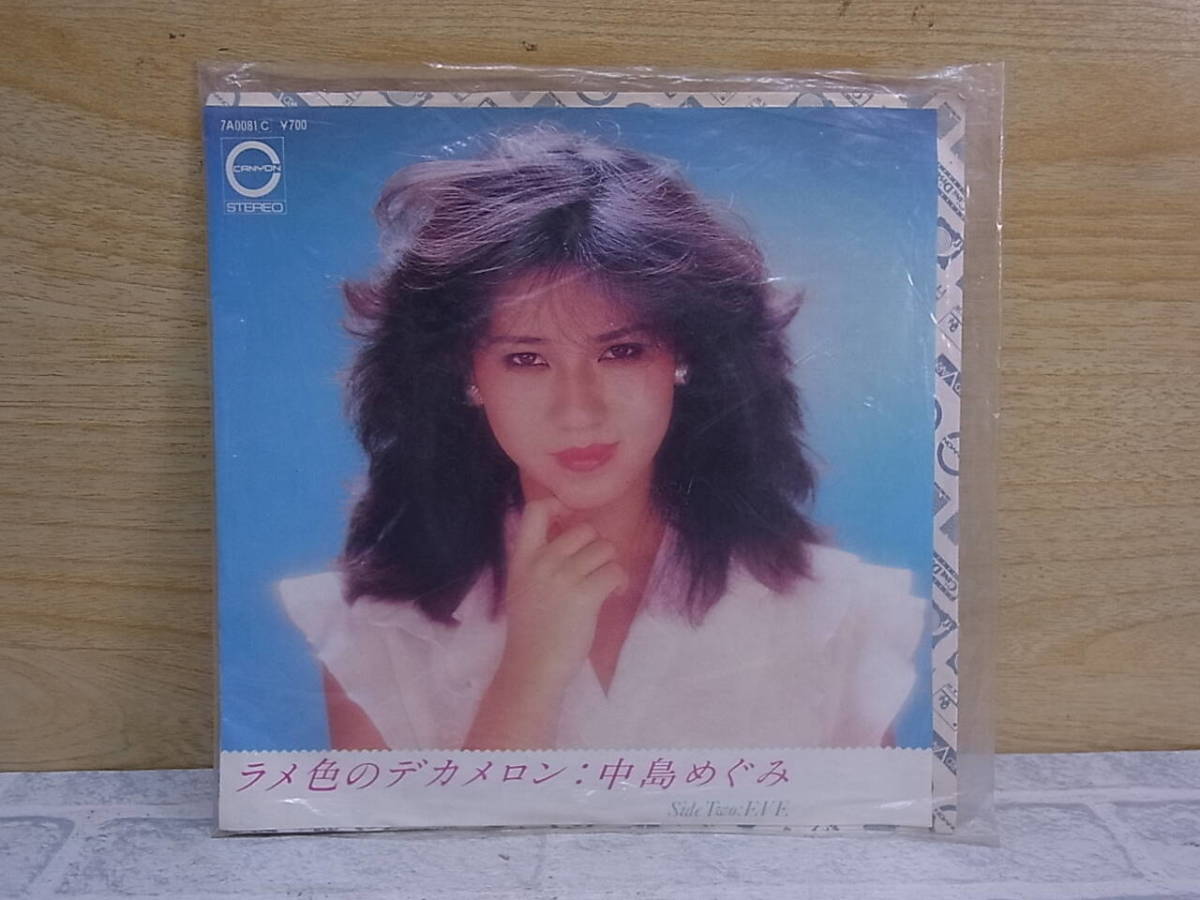 7A0081C ¥700
CANYON
STEREO
ラメ色のデカメロン：中島めぐみ
Side Two: EVE